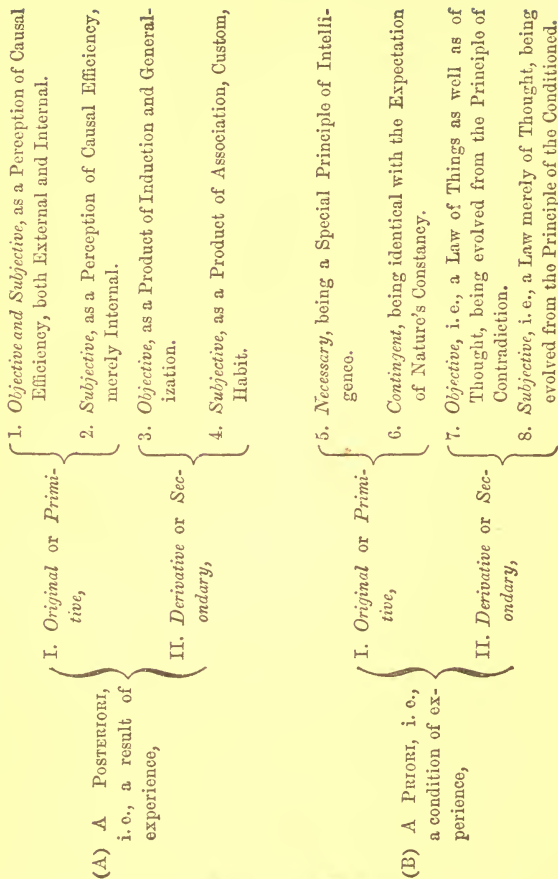 (A) A POSTERIORI,
i. e., a result of
experience,
I. Original or Primi-
tive,
1. Objective and Subjective, as a Perception of Causal
Efficiency, both External and Internal.
2. Subjective, as a Perception of Causal Efficiency,
merely Internal.
II. Derivative or Sec-
ondary,
3. Objective, as a Product of Induction and General-
ization.
4. Subjective, as a Product of Association, Custom,
Habit.
(B) A PRIORI, i. e.,
a condition of ex-
perience,
I. Original or Primi-
tive,
5. Necessary, being a Special Principle of Intelli-
gence.
6. Contingent, being identical with the Expectation
of Nature's Constancy.
II. Derivative or Sec-
ondary,
7. Objective, i. e., a Law of Things as well as of
Thought, being evolved from the Principle of
Contradiction.
8. Subjective, i. e., a Law merely of Thought, being
evolved from the Principle of the Conditioned.